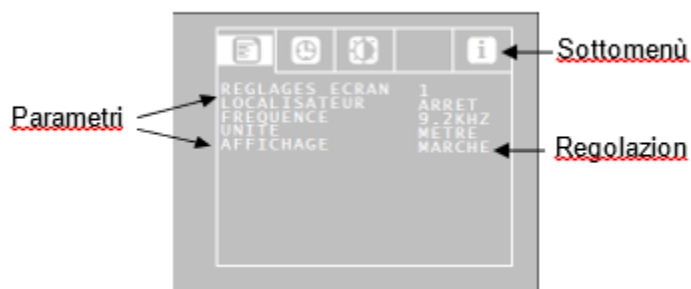 Sottomenù
REGLAGES ECRAN 1
LOCALISATEUR ARRET
Parametri
FREQUENCE 9.2KHZ
UNITE METRE
AFFICHAGE MARCHE
Regolazion